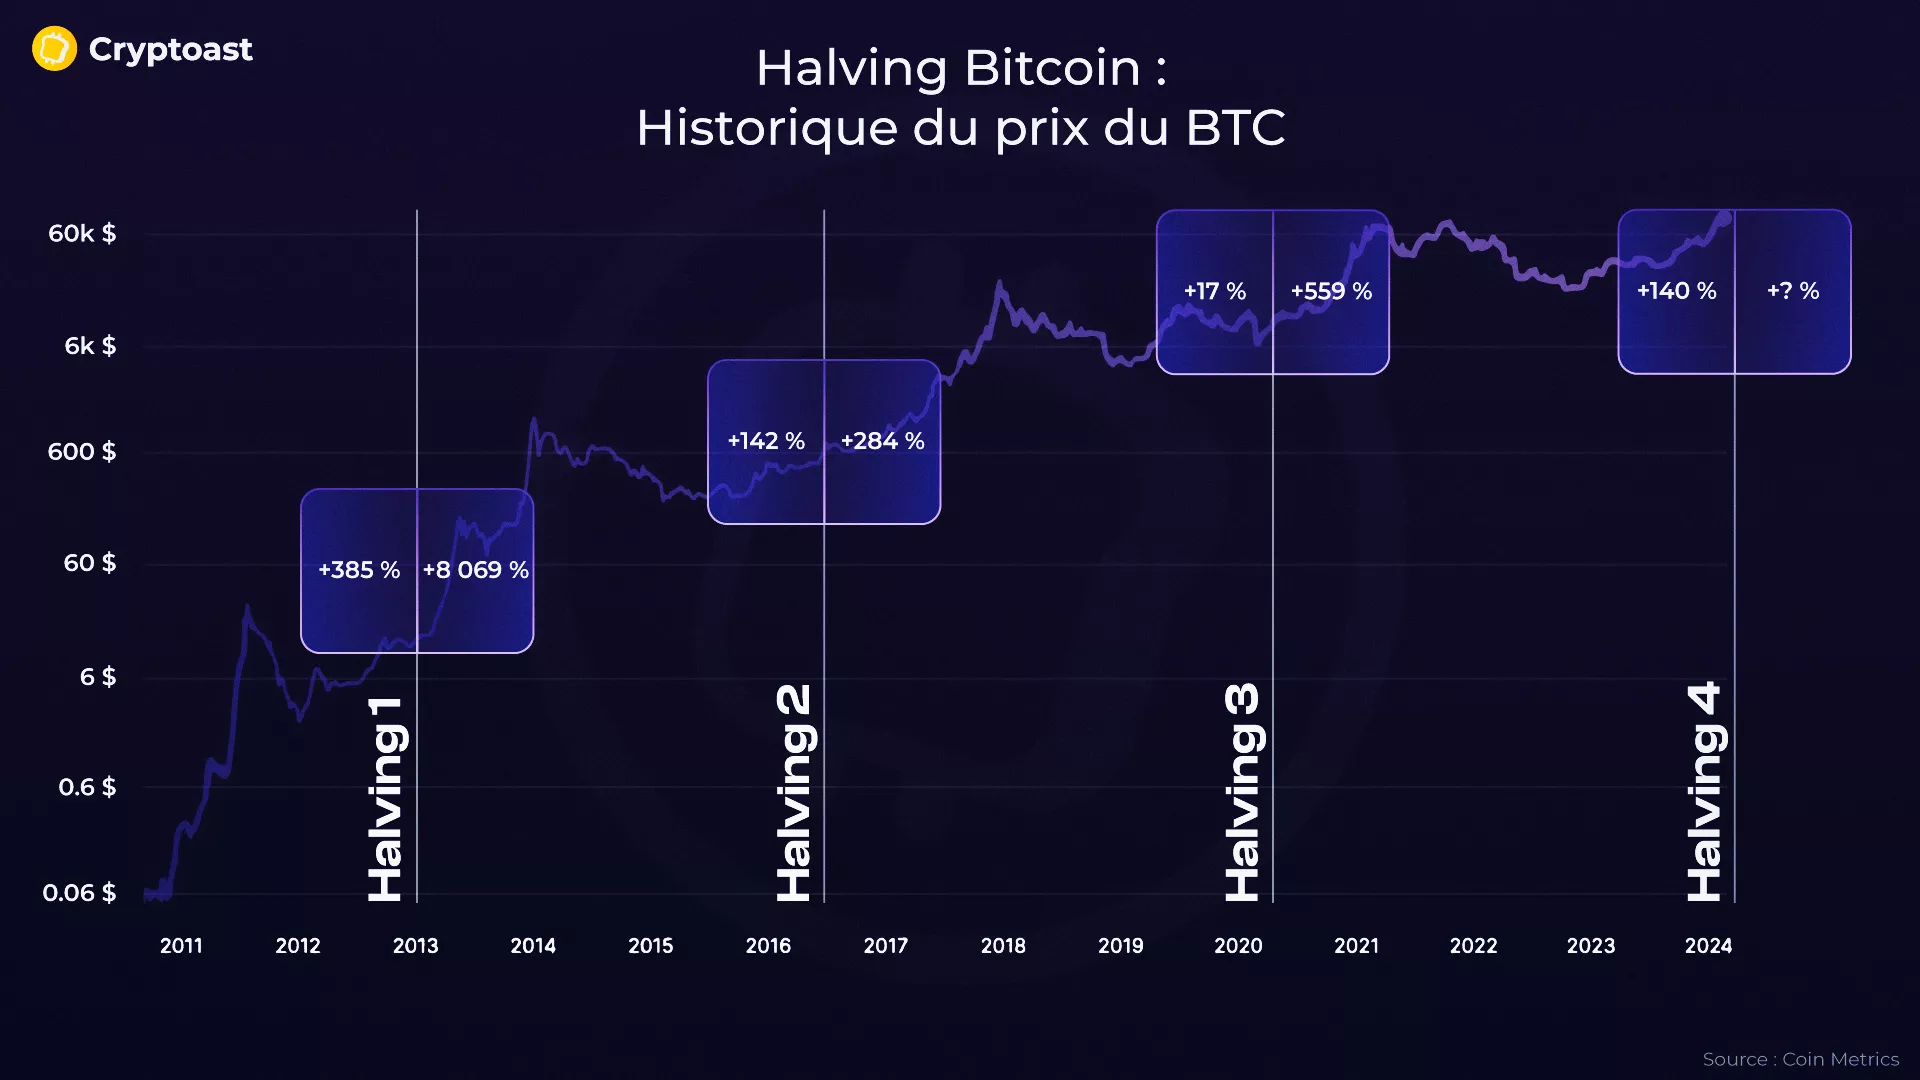 Cryptoast
Halving Bitcoin :
Historique du prix du BTC
60k $
6k $
600 $
60 $
6 $
0.6 $
0.06 $
+385 %
+8 069 %
+142 %
+284 %
+17 %
+559 %
+140 %
+? %
Halving 1
Halving 2
Halving 3
Halving 4
2011
2012
2013
2014
2015
2016
2017
2018
2019
2020
2021
2022
2023
2024
Source : Coin Metrics